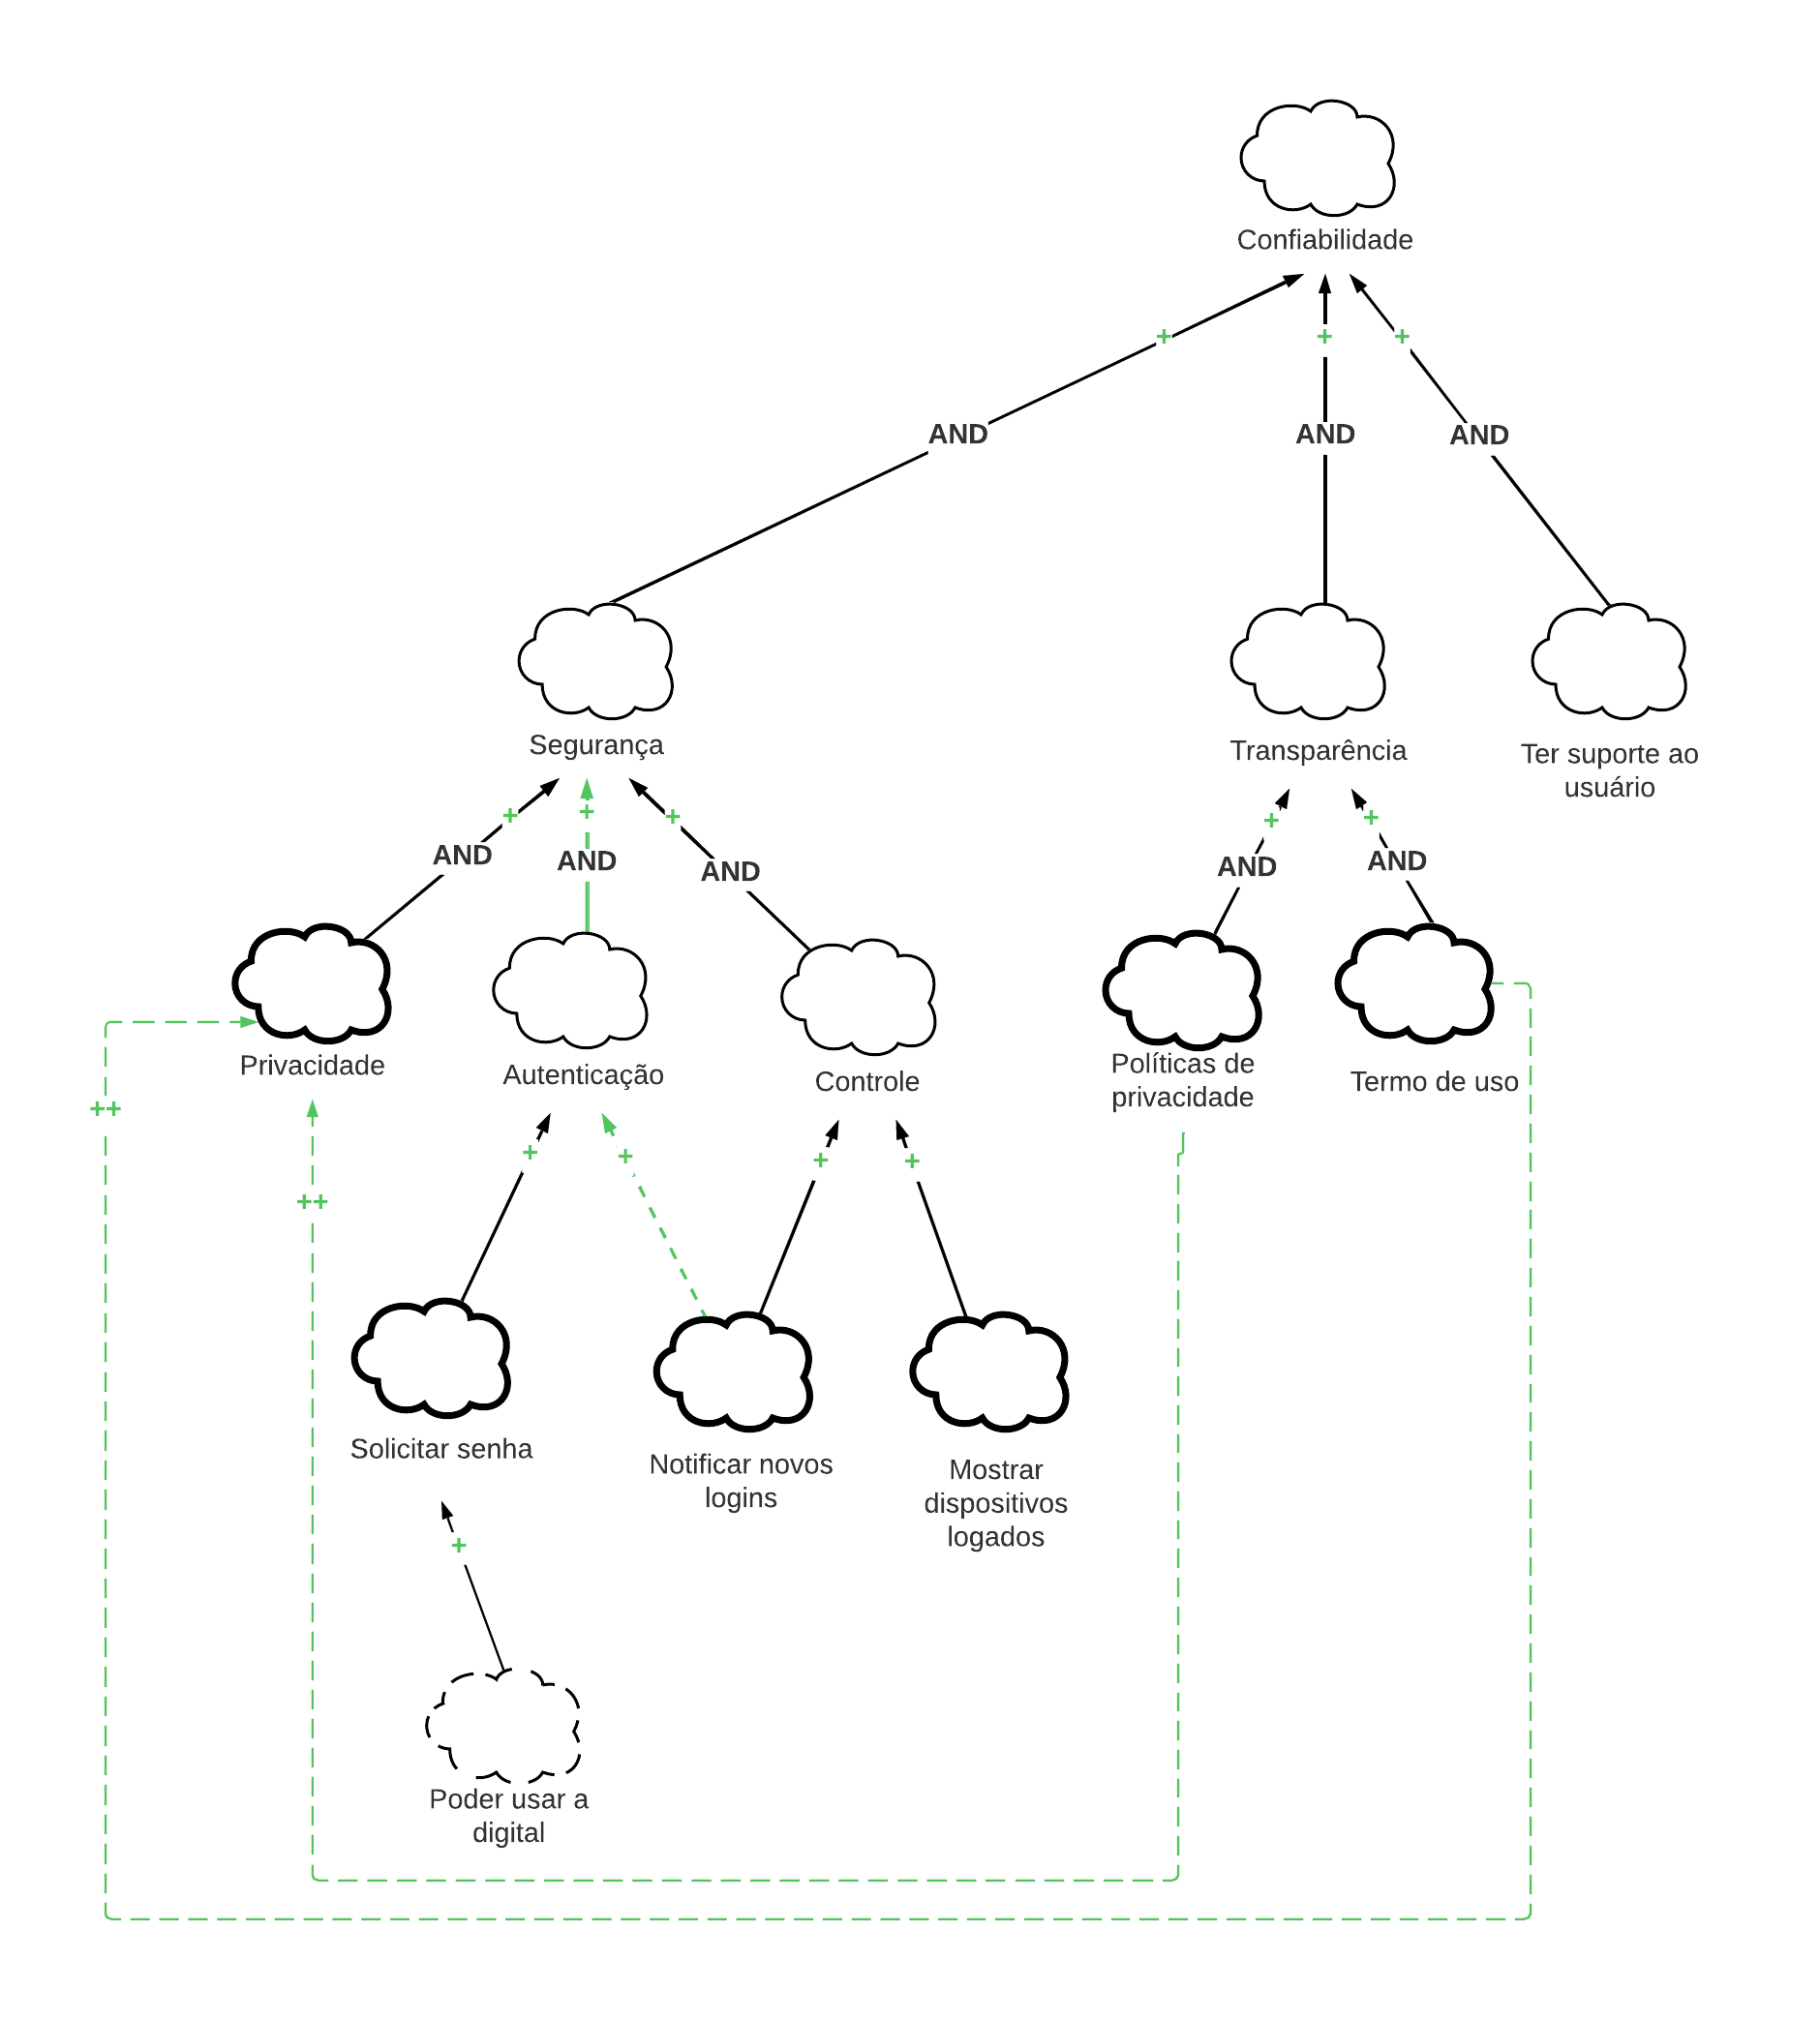 Confiabilidade
+
+
+
AND
AND
AND
Segurança
Transparência
Ter suporte ao
usuário
+
+
+
+
+
AND
AND
AND
AND
AND
Privacidade
Autenticação
Controle
Políticas de
privacidade
Termo de uso
++
++
+
+
+
+
Solicitar senha
Notificar novos
logins
Mostrar
dispositivos
logados
+
Poder usar a
digital